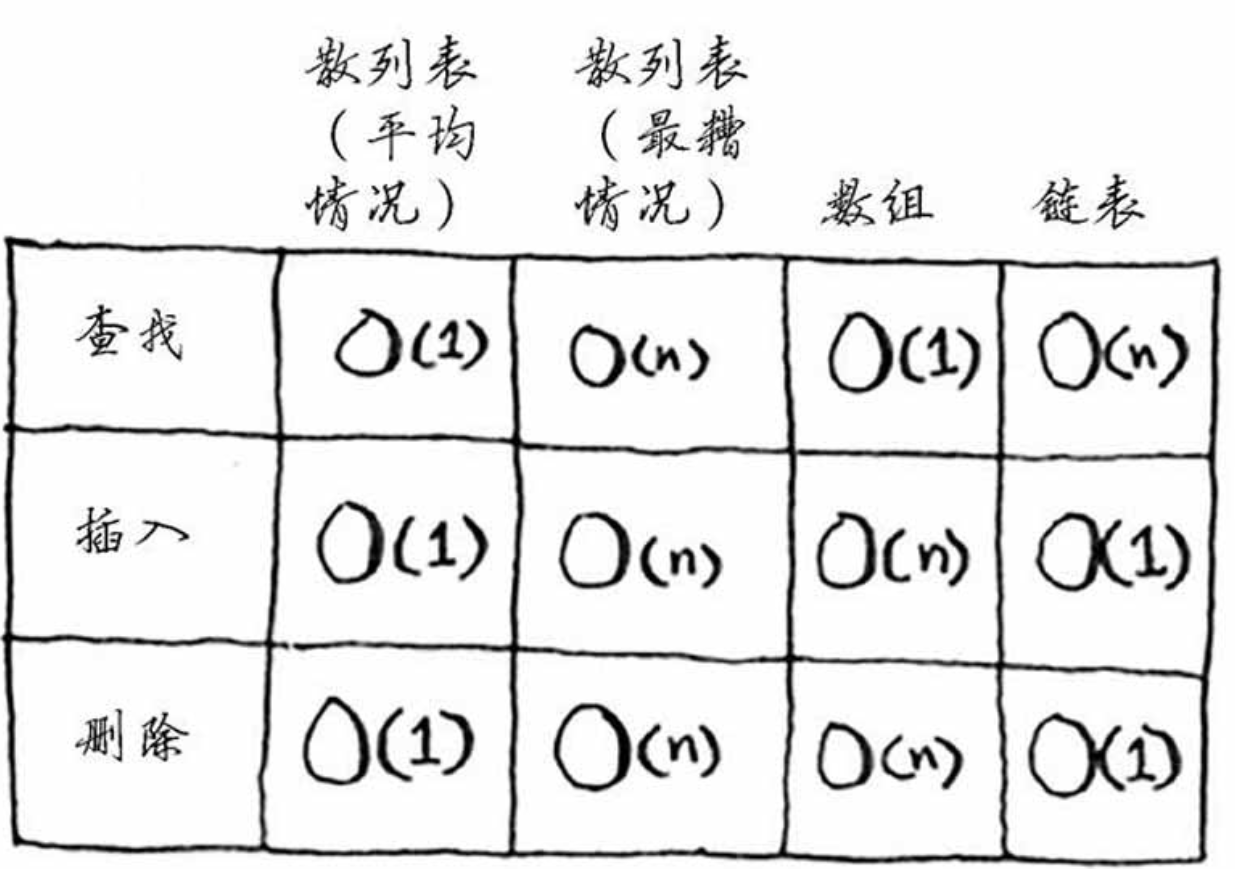 散列表
（平均
情况）
散列表
（最糟
情况）
数组
链表
查找 O(1) O(n) O(1) O(n)
插入 O(1) O(n) O(n) O(1)
删除 O(1) O(n) O(n) O(1)